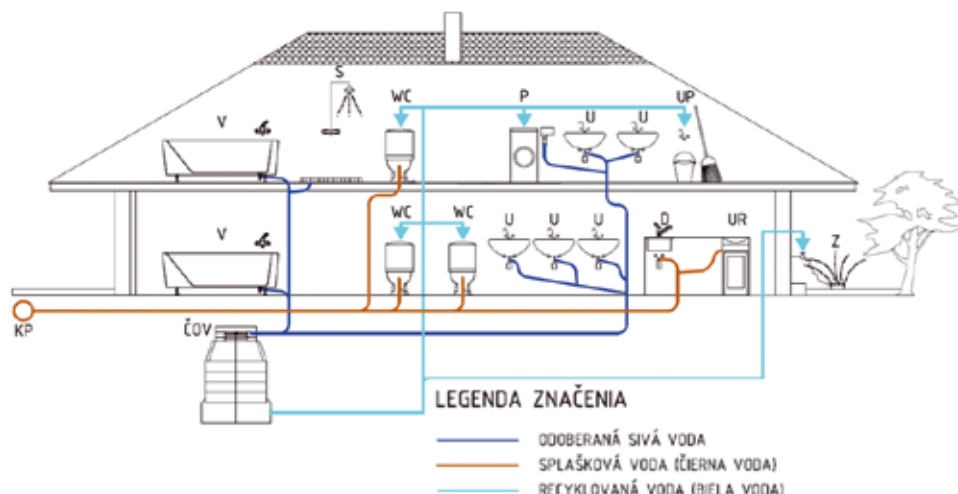 S
WC
P
UP
V
U
U
WC
WC
U
U
U
D
UR
V
Z
KP
ČOV
LEGENDA ZNAČENIA
ODOBERANÁ SIVÁ VODA
SPLAŠKOVÁ VODA (ČIERNA VODA)
RECYKLOVANÁ VODA (BIELA VODA)